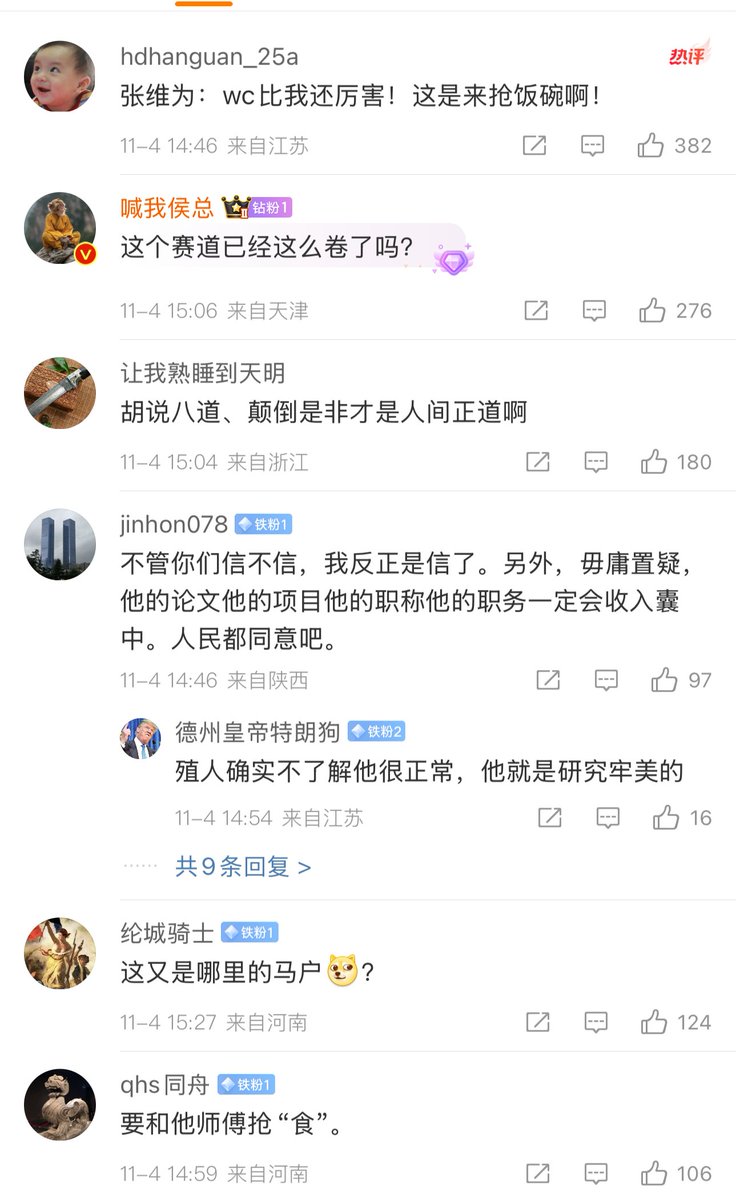 hdhanguan_25a
热评
张维为：wc比我还厉害！这是来抢饭碗啊！
11-4 14:46 来自江苏
382
喊我侯总
II
钻粉1
这个赛道已经这么卷了吗？
11-4 15:06 来自天津
276
让我熟睡到天明
胡说八道、颠倒是非才是人间正道啊
11-4 15:04 来自浙江
180
jinhon078 铁粉1
不管你们信不信，我反正是信了。另外，毋庸置疑，
他的论文他的项目他的职称他的职务一定会收入囊
中。人民都同意吧。
11-4 14:46 来自陕西
97
德州皇帝特朗狗 铁粉2
殖人确实不了解他很正常，他就是研究牢美的
11-4 14:54 来自江苏
16
共9条回复 >
纶城骑士 铁粉1
这又是哪里的马户？
11-4 15:27 来自河南
124
qhs同舟 铁粉1
要和他师傅抢“食”。
11-4 14:59 来自河南
106